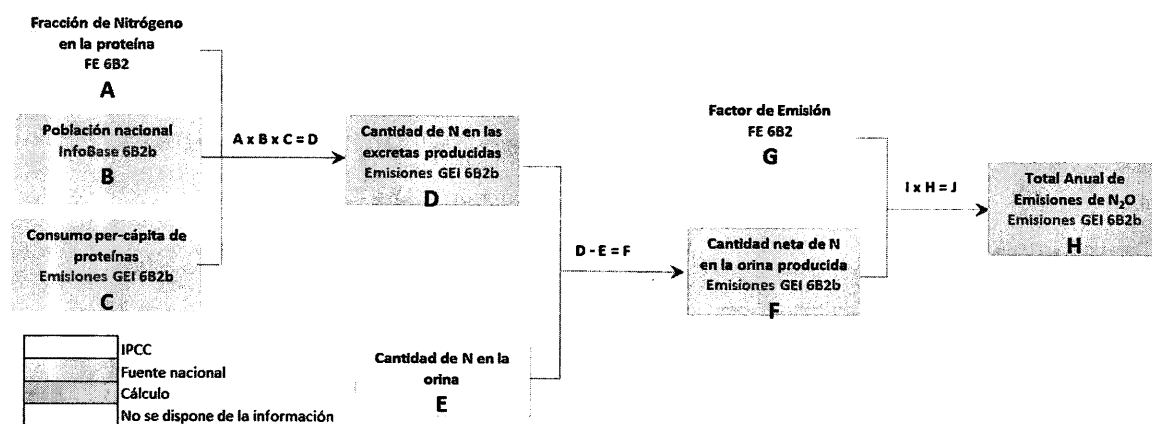 Fracción de Nitrógeno
en la proteína
FE 6B2
A
Población nacional
InfoBase 6B2b
B
Consumo per-cápita de
proteínas
Emisiones GEI 6B2b
C
A x B x C = D
Cantidad de N en las
excretas producidas
Emisiones GEI 6B2b
D
Cantidad de N en la
orina
E
D - E = F
Factor de Emisión
FE 6B2
G
Cantidad neta de N
en la orina producida
Emisiones GEI 6B2b
F
I x H = J
Total Anual de
Emisiones de N₂O
Emisiones GEI 6B2b
H
IPCC
Fuente nacional
Cálculo
No se dispone de la información